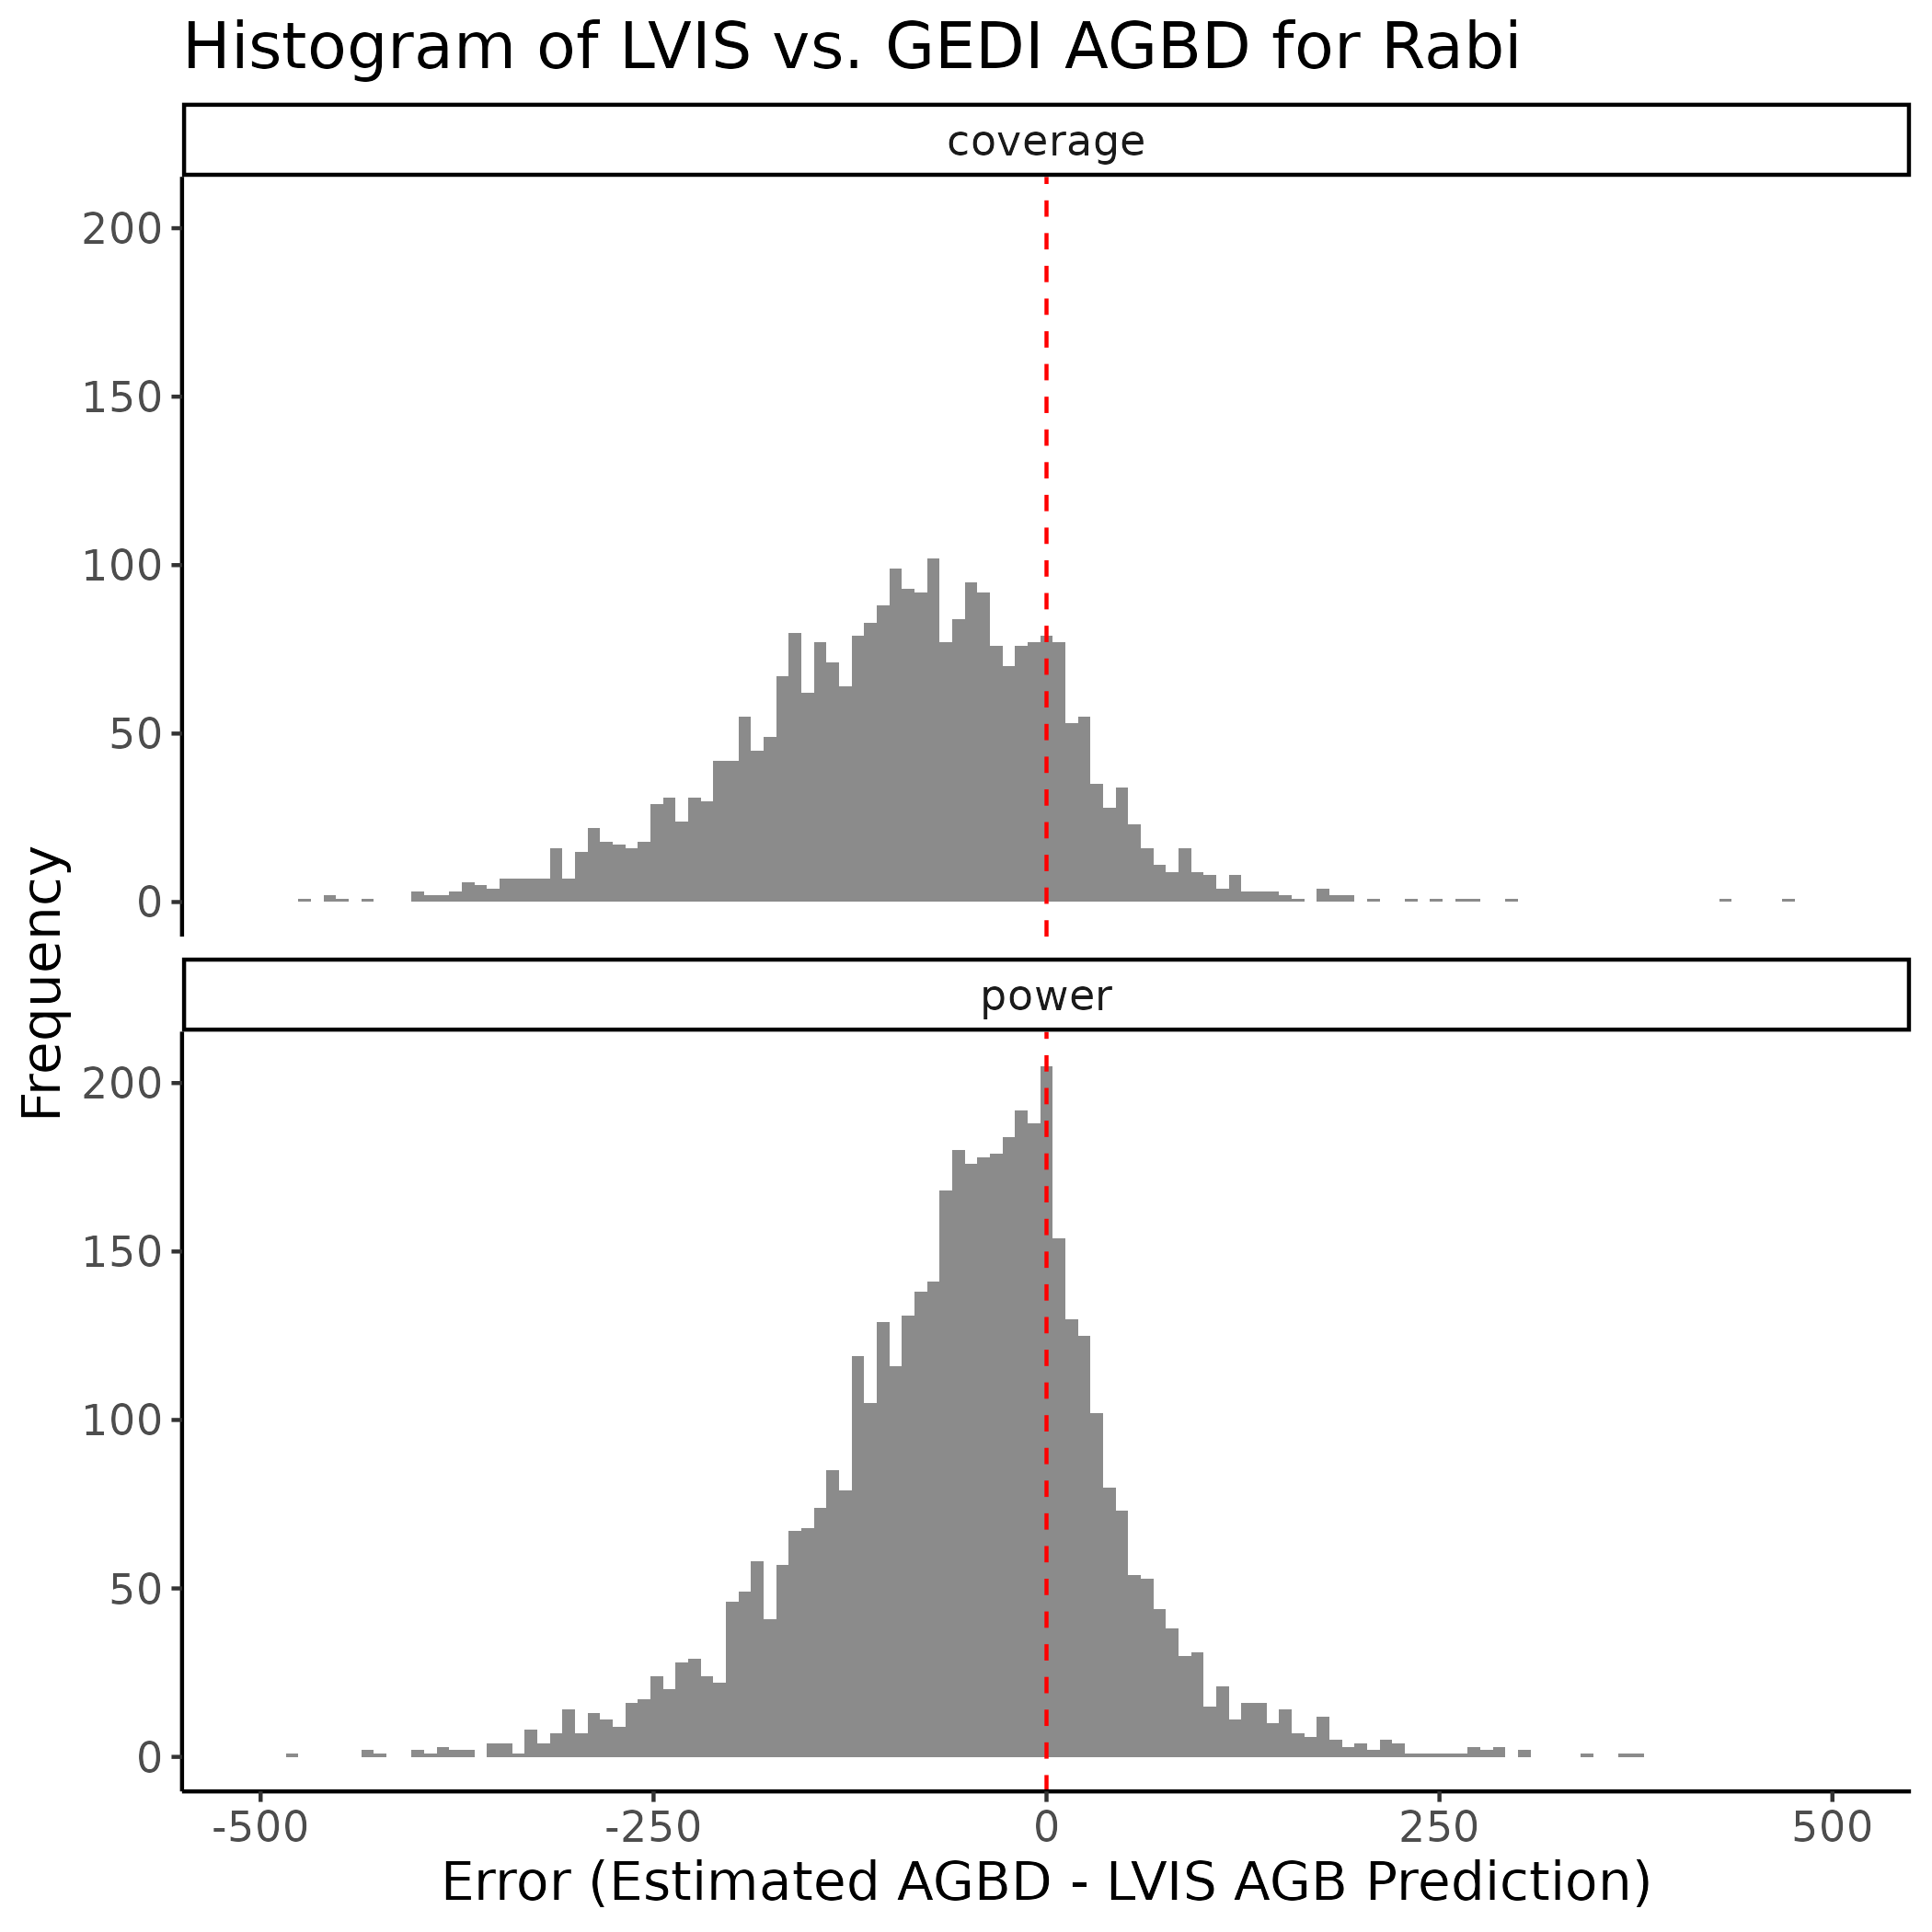 Histogram of LVIS vs. GEDI AGBD for Rabi
coverage
200
150
100
50
0
Frequency
power
200
150
100
50
0
-500 -250 0 250 500
Error (Estimated AGBD - LVIS AGB Prediction)